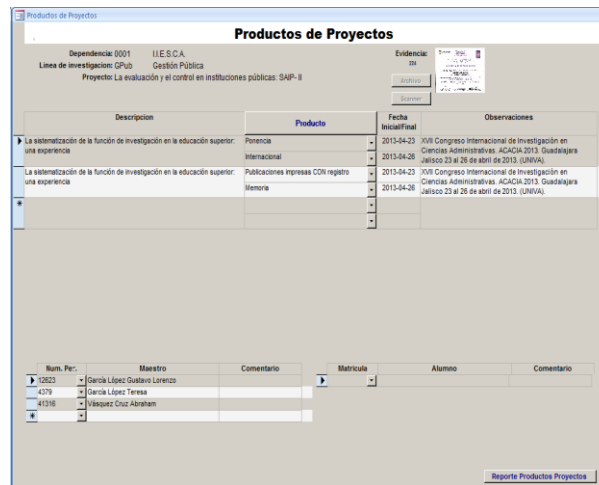 Productos de Proyectos
Productos de Proyectos
Dependencia: 0001 I.I.E.S.C.A.
Linea de investigacion: GPub Gestión Pública
Proyecto: La evaluación y el control en instituciones públicas: SAIP- II
Evidencia:
Archivo
Scanner
Descripcion Producto Fecha Inicial/Final Observaciones
La sistematización de la función de investigación en la educación superior: una experiencia
Ponencia
Internacional
2013-04-23
2013-04-26
XVII Congreso Internacional de Investigación en
Ciencias Administrativas. ACACIA 2013. Guadalajara
Jalisco 23 al 26 de abril de 2013. (UNIVA).
La sistematización de la función de investigación en la educación superior:
una experiencia
Publicaciones impresas CON registro
Memoria
2013-04-23
2013-04-26
XVII Congreso Internacional de Investigación en
Ciencias Administrativas. ACACIA 2013. Guadalajara
Jalisco 23 al 26 de abril de 2013. (UNIVA).
Num. Per. Maestro Comentario
12623 García López Gustavo Lorenzo
4379 García López Teresa
41316 Vásquez Cruz Abraham
Matricula Alumno Comentario
Reporte Productos Proyectos